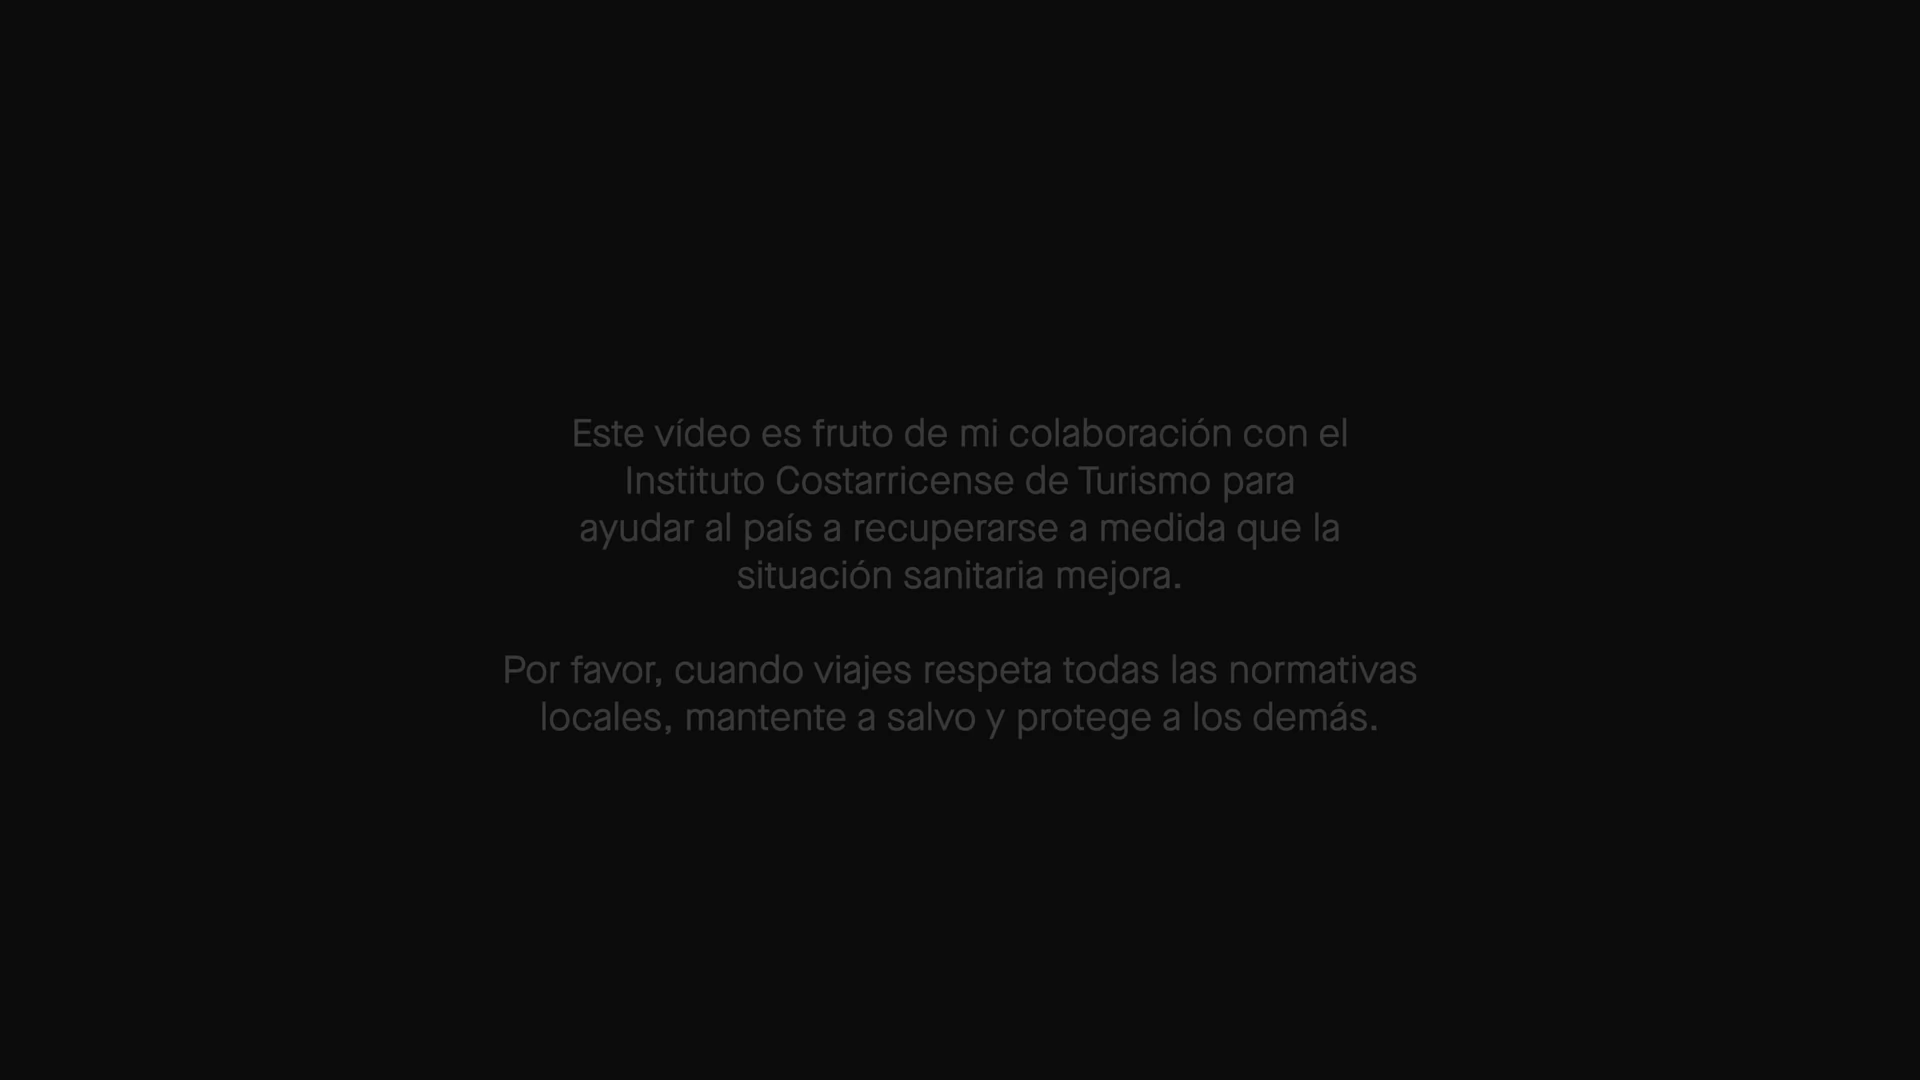 Este vídeo es fruto de mi colaboración con el
Instituto Costarricense de Turismo para
ayudar al país a recuperarse a medida que la
situación sanitaria mejora.
Por favor, cuando viajes respeta todas las normativas
locales, mantente a salvo y protege a los demás.